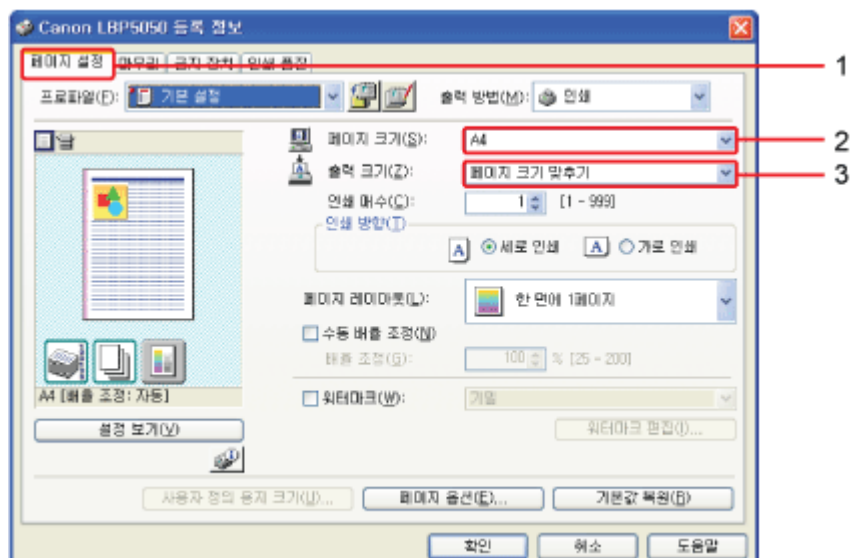 Canon LBP5050 등록 정보
페이지 설정 마무리 급지 장치 인쇄 품질
1
프로파일(F): 기본 설정 출력 방법(M): 인쇄
페이지 크기(S): A4
2
출력 크기(Z): 페이지 크기 맞추기
3
인쇄 매수(C): 1 [1 - 999]
인쇄 방향(T)
A 세로 인쇄 A 가로 인쇄
페이지 레이아웃(L): 한 면에 1페이지
수동 배율 조정(N)
배율 조정(G): 100 % [25 - 200]
A4 [배율 조정: 자동]
워터마크(W): 기밀
설정 보기(V)
워터마크 편집(I)...
사용자 정의 용지 크기(U)... 페이지 옵션(E)... 기본값 복원(B)
확인 취소 도움말